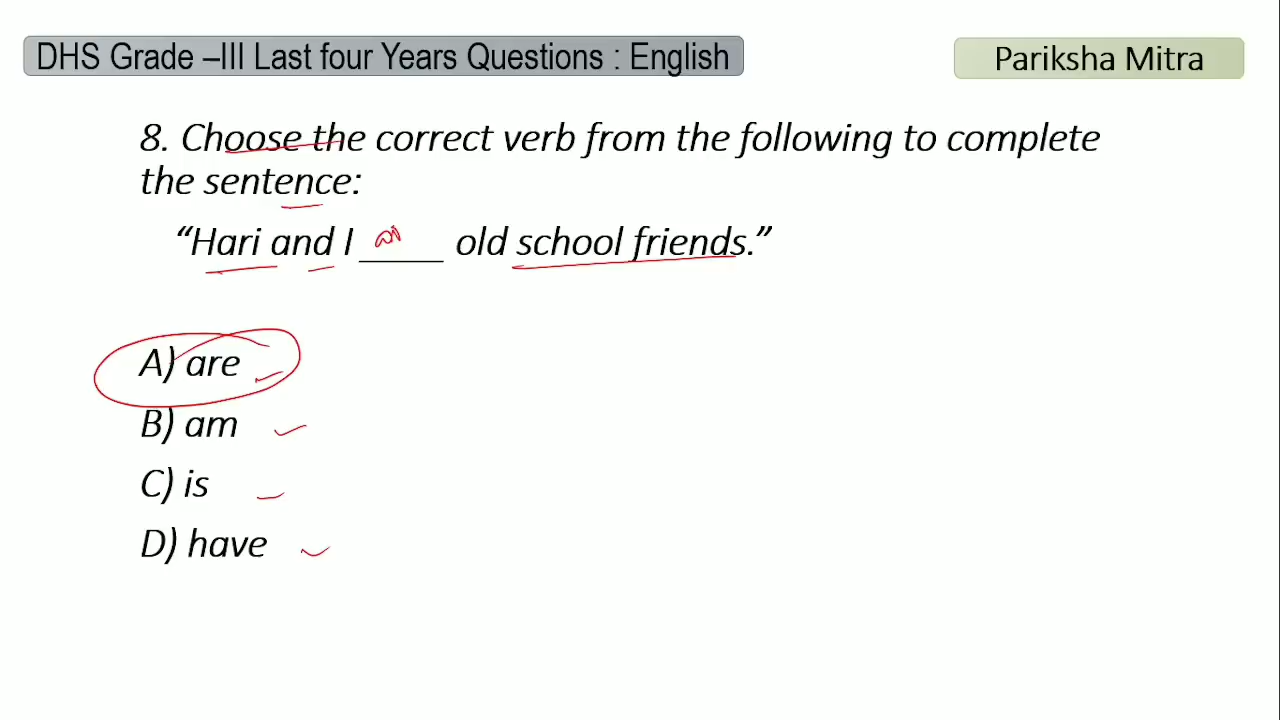 DHS Grade –III Last four Years Questions : English
Pariksha Mitra
8. Choose the correct verb from the following to complete
the sentence:
“Hari and I ____ old school friends.”
A) are
B) am
C) is
D) have